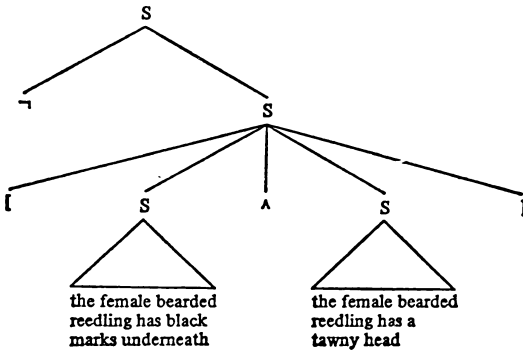 S
¬ S
[ S ∧ S ]
the female bearded
reedling has black
marks underneath
the female bearded
reedling has a
tawny head